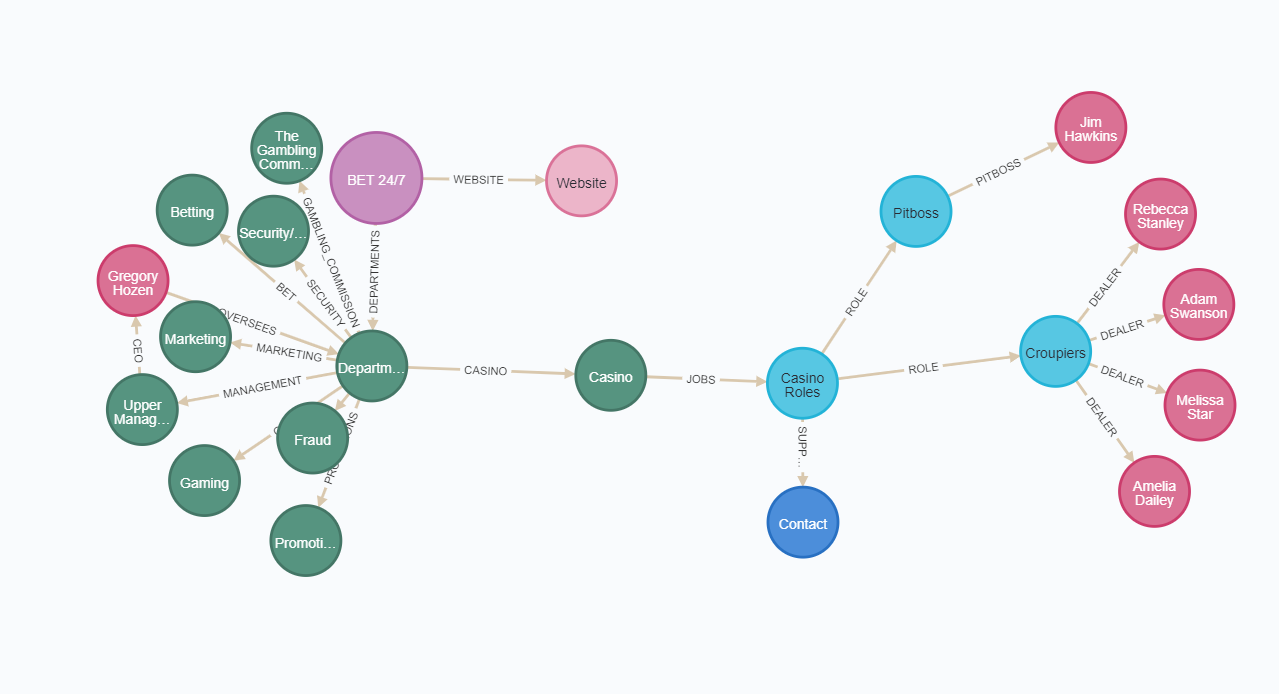 The
Gambling
Comm…
BET 24/7
WEBSITE
Website
Betting
Security/…
GAMBLING_COMMISSION
SECURITY
BET
DEPARTMENTS
Gregory
Hozen
OVERSEES
Marketing
MARKETING
CEO
Departm…
MANAGEMENT
Upper
Manag…
Fraud
Gaming
Promoti…
CASINO
Casino
JOBS
Casino
Roles
ROLE
Pitboss
PITBOSS
Jim
Hawkins
ROLE
Croupiers
DEALER
Rebecca
Stanley
DEALER
Adam
Swanson
DEALER
Melissa
Star
DEALER
Amelia
Dailey
SUPP…
Contact